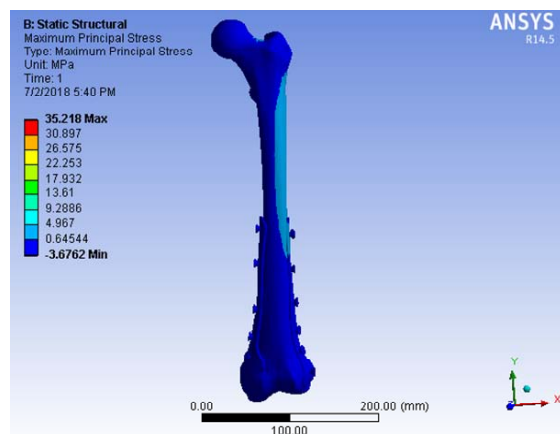 B: Static Structural
Maximum Principal Stress
Type: Maximum Principal Stress
Unit: MPa
Time: 1
7/2/2018 5:40 PM
ANSYS
R14.5
35.218 Max
30.897
26.575
22.253
17.932
13.61
9.2886
4.967
0.64544
-3.6762 Min
0.00
200.00 (mm)
100.00
Y
X